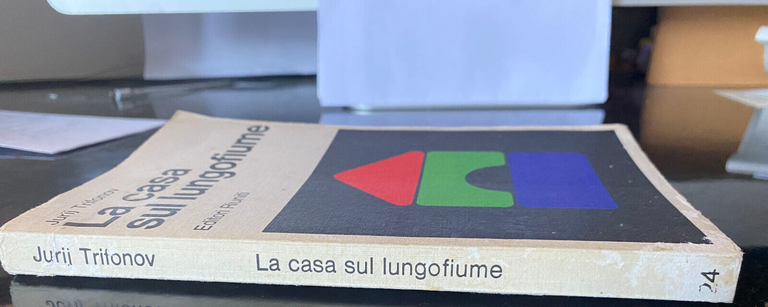 Jurij Trifonov
La casa
sul lungofiume
Editori Riuniti
Jurij Trifonov
La casa sul lungofiume
24